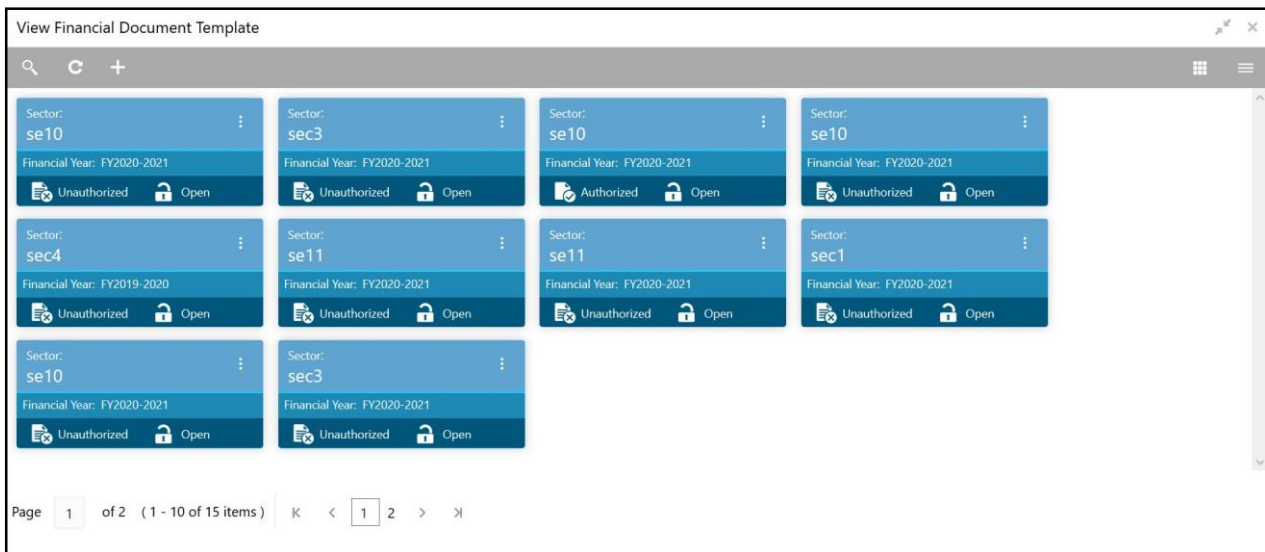 View Financial Document Template
Sector: Sector: Sector: Sector:
se10 sec3 se10 se10
Financial Year: FY2020-2021 Financial Year: FY2020-2021 Financial Year: FY2020-2021 Financial Year: FY2020-2021
Unauthorized Open Unauthorized Open Authorized Open Unauthorized Open
Sector: Sector: Sector: Sector:
sec4 se11 se11 sec1
Financial Year: FY2019-2020 Financial Year: FY2020-2021 Financial Year: FY2020-2021 Financial Year: FY2020-2021
Unauthorized Open Unauthorized Open Unauthorized Open Unauthorized Open
Sector: Sector:
se10 sec3
Financial Year: FY2020-2021 Financial Year: FY2020-2021
Unauthorized Open Unauthorized Open
Page 1 of 2 ( 1 - 10 of 15 items ) 1 2